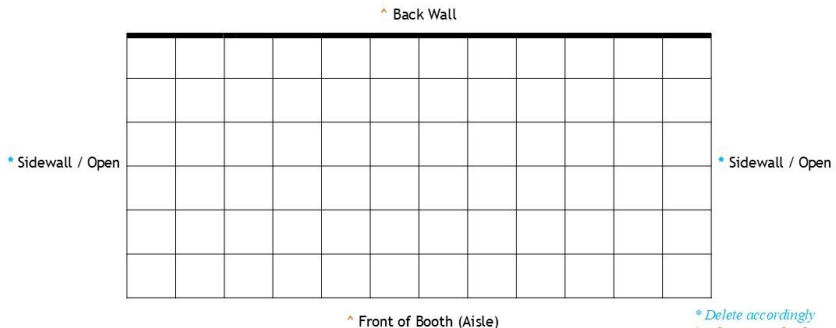 ^ Back Wall
* Sidewall / Open
* Sidewall / Open
^ Front of Booth (Aisle)
* Delete accordingly